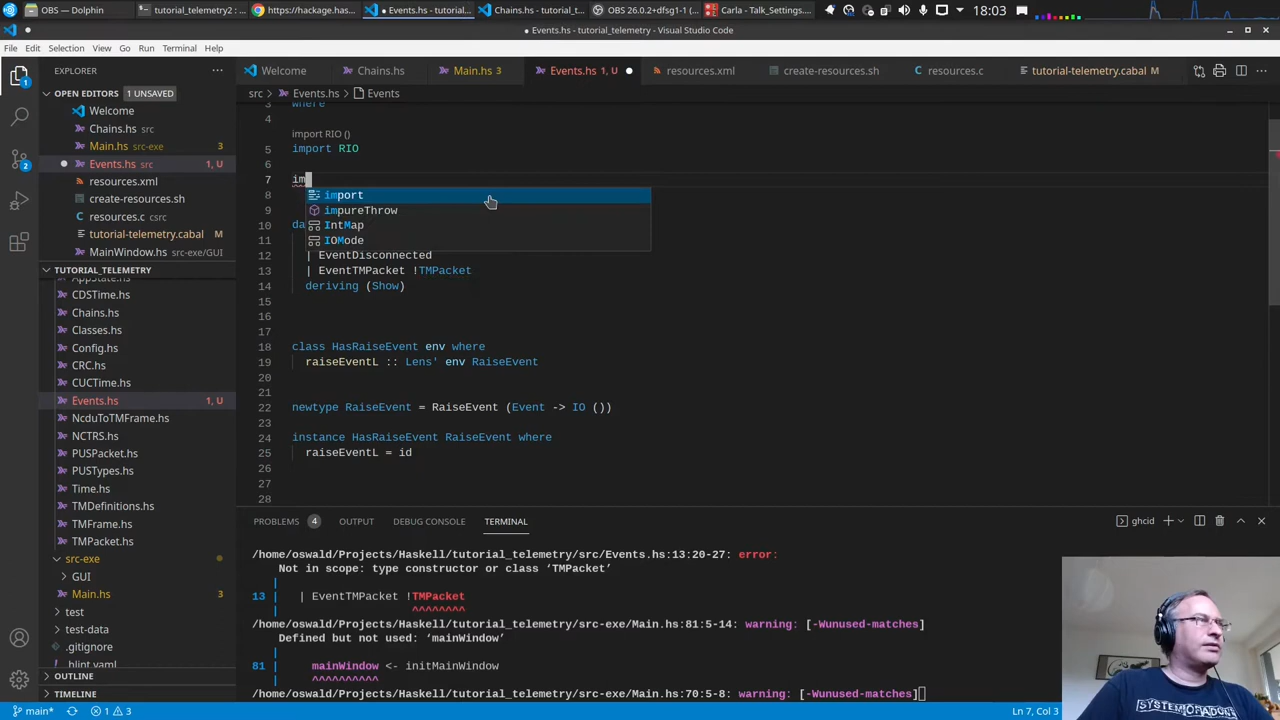 OBS — Desktop...
tutorial_telemetry2 : ...
https://hackage.has...
● Events.hs - tutorial...
Chains.hs - tutorial_t...
OBS 26.0.2+dfsg1-1 (...
Carla - Talk_Settings....
18:03
● Events.hs - tutorial_telemetry - Visual Studio Code
File Edit Selection View Go Run Terminal Help
EXPLORER ···
Welcome
Chains.hs
Main.hs 3
Events.hs 1, U ●
resources.xml
create-resources.sh
resources.c
tutorial-telemetry.cabal M
OPEN EDITORS 1 UNSAVED
src > Events.hs > Events
Welcome
Chains.hs src
Main.hs src-exe 3
Events.hs src 1, U
resources.xml
create-resources.sh
resources.c csrc
tutorial-telemetry.cabal M
MainWindow.hs src-exe/GUI
TUTORIAL_TELEMETRY
AppState.hs
CDSTime.hs
Chains.hs
Classes.hs
Config.hs
CRC.hs
CUCTime.hs
Events.hs 1, U
NcduToTMFrame.hs
NCTRS.hs
PUSPacket.hs
PUSTypes.hs
Time.hs
TMDefinitions.hs
TMFrame.hs
TMPacket.hs
src-exe
GUI
Main.hs 3
test
test-data
.gitignore
.hlint.yaml
OUTLINE
TIMELINE
3 where
4
import RIO ()
5 import RIO
6
7 im
import
impureThrow
IntMap
IOMode
8
9
10 da
11
12 | EventDisconnected
13 | EventTMPacket !TMPacket
14 deriving (Show)
15
16
17
18 class HasRaiseEvent env where
19 raiseEventL :: Lens' env RaiseEvent
20
21
22 newtype RaiseEvent = RaiseEvent (Event -> IO ())
23
24 instance HasRaiseEvent RaiseEvent where
25 raiseEventL = id
26
27
28
PROBLEMS 4 OUTPUT DEBUG CONSOLE TERMINAL
ghcid
/home/oswald/Projects/Haskell/tutorial_telemetry/src/Events.hs:13:20-27: error:
Not in scope: type constructor or class ‘TMPacket’
|
13 | | EventTMPacket !TMPacket
| ^^^^^^^^
/home/oswald/Projects/Haskell/tutorial_telemetry/src-exe/Main.hs:81:5-14: warning: [-Wunused-matches]
Defined but not used: ‘mainWindow’
|
81 | mainWindow <- initMainWindow
| ^^^^^^^^^^
/home/oswald/Projects/Haskell/tutorial_telemetry/src-exe/Main.hs:70:5-8: warning: [-Wunused-matches]
main* 1 3
Ln 7, Col 3